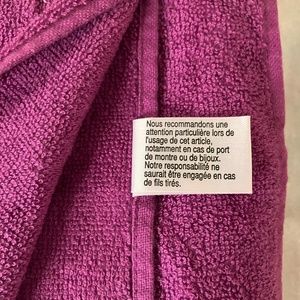 Nous recommandons une
attention particulière lors de
l'usage de cet article,
notamment en cas de port
de montre ou de bijoux.
Notre responsabilité ne
saurait être engagée en cas
de fils tirés.